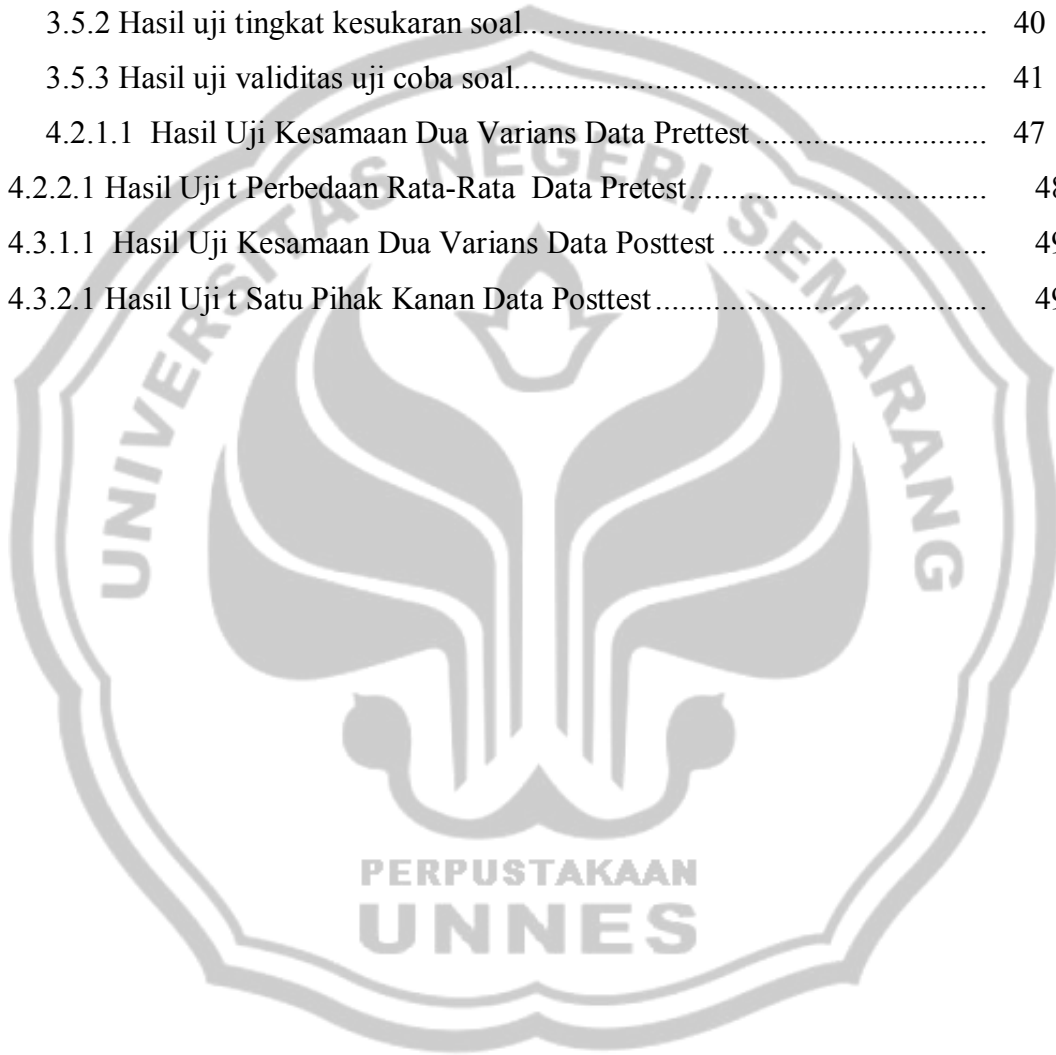 3.5.2 Hasil uji tingkat kesukaran soal............................................................ 40
3.5.3 Hasil uji validitas uji coba soal.............................................................. 41
4.2.1.1  Hasil Uji Kesamaan Dua Varians Data Prettest .............................. 47
4.2.2.1 Hasil Uji t Perbedaan Rata-Rata  Data Pretest....................................... 48
4.3.1.1  Hasil Uji Kesamaan Dua Varians Data Posttest ................................... 49
4.3.2.1 Hasil Uji t Satu Pihak Kanan Data Posttest............................................ 49
UNIVERSITAS NEGERI SEMARANG
PERPUSTAKAAN
UNNES